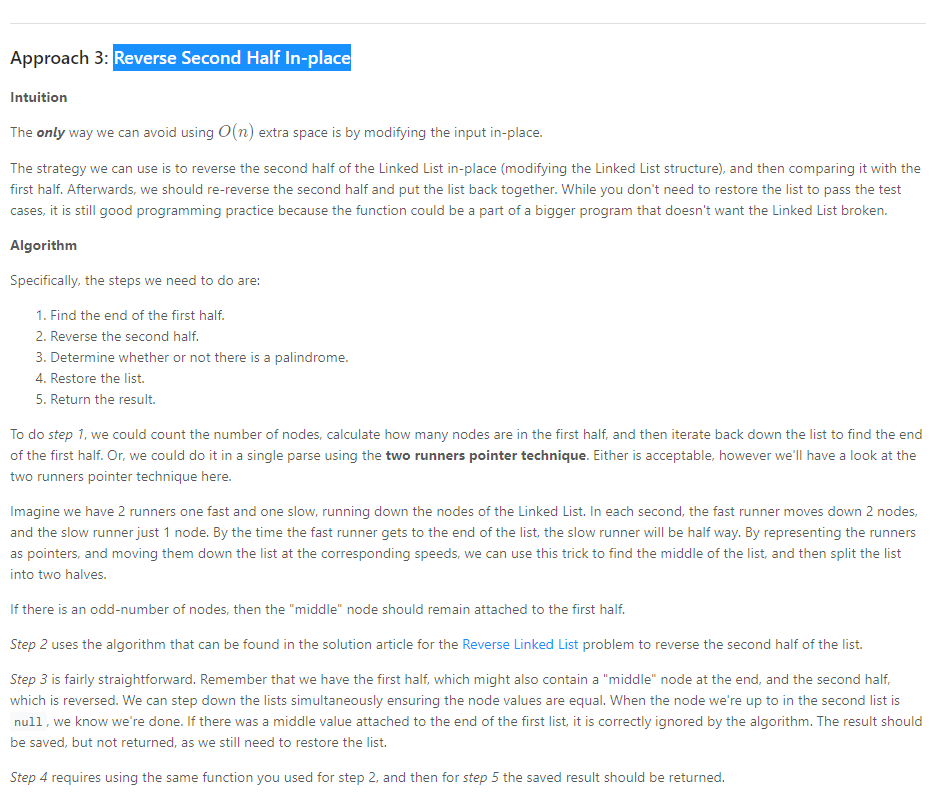 Approach 3: Reverse Second Half In-place
Intuition
The only way we can avoid using O(n) extra space is by modifying the input in-place.
The strategy we can use is to reverse the second half of the Linked List in-place (modifying the Linked List structure), and then comparing it with the
first half. Afterwards, we should re-reverse the second half and put the list back together. While you don't need to restore the list to pass the test
cases, it is still good programming practice because the function could be a part of a bigger program that doesn't want the Linked List broken.
Algorithm
Specifically, the steps we need to do are:
1. Find the end of the first half.
2. Reverse the second half.
3. Determine whether or not there is a palindrome.
4. Restore the list.
5. Return the result.
To do step 1, we could count the number of nodes, calculate how many nodes are in the first half, and then iterate back down the list to find the end
of the first half. Or, we could do it in a single parse using the two runners pointer technique. Either is acceptable, however we'll have a look at the
two runners pointer technique here.
Imagine we have 2 runners one fast and one slow, running down the nodes of the Linked List. In each second, the fast runner moves down 2 nodes,
and the slow runner just 1 node. By the time the fast runner gets to the end of the list, the slow runner will be half way. By representing the runners
as pointers, and moving them down the list at the corresponding speeds, we can use this trick to find the middle of the list, and then split the list
into two halves.
If there is an odd-number of nodes, then the "middle" node should remain attached to the first half.
Step 2 uses the algorithm that can be found in the solution article for the Reverse Linked List problem to reverse the second half of the list.
Step 3 is fairly straightforward. Remember that we have the first half, which might also contain a "middle" node at the end, and the second half,
which is reversed. We can step down the lists simultaneously ensuring the node values are equal. When the node we're up to in the second list is
null, we know we're done. If there was a middle value attached to the end of the first list, it is correctly ignored by the algorithm. The result should
be saved, but not returned, as we still need to restore the list.
Step 4 requires using the same function you used for step 2, and then for step 5 the saved result should be returned.